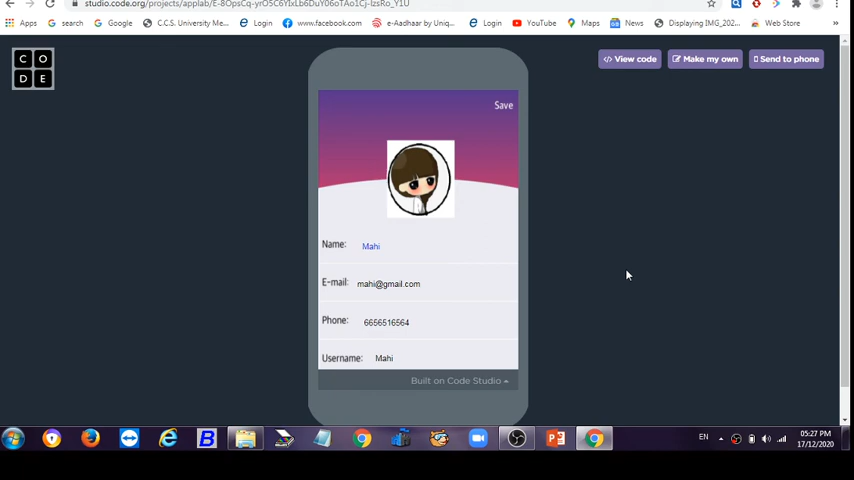 studio.code.org/projects/applab/E-8OpsCq-yrO5C6YIxLb6DuY06oTAo1Cj-IzsRo_Y1U
Apps search Google C.C.S. University Me... Login www.facebook.com e-Aadhaar by Uniq... Login YouTube Maps News Displaying IMG_202... Web Store »
C O
D E
View code Make my own Send to phone
Save
Name: Mahi
E-mail: mahi@gmail.com
Phone: 6656516564
Username: Mahi
Built on Code Studio
EN 05:27 PM
17/12/2020